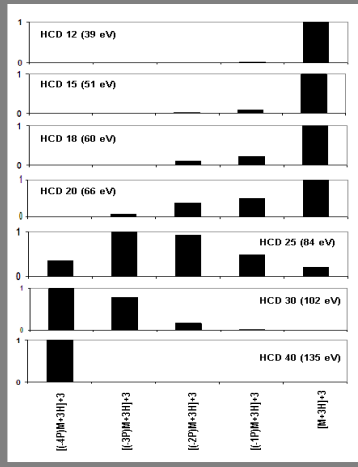 1
HCD 12 (39 eV)
0
1
HCD 15 (51 eV)
0
1
HCD 18 (60 eV)
0
1
HCD 20 (66 eV)
0
1
HCD 25 (84 eV)
0
1
HCD 30 (102 eV)
0
1
HCD 40 (135 eV)
0
[(-4P)M+3H]+3
[(-3P)M+3H]+3
[(-2P)M+3H]+3
[(-1P)M+3H]+3
[M+3H]+3